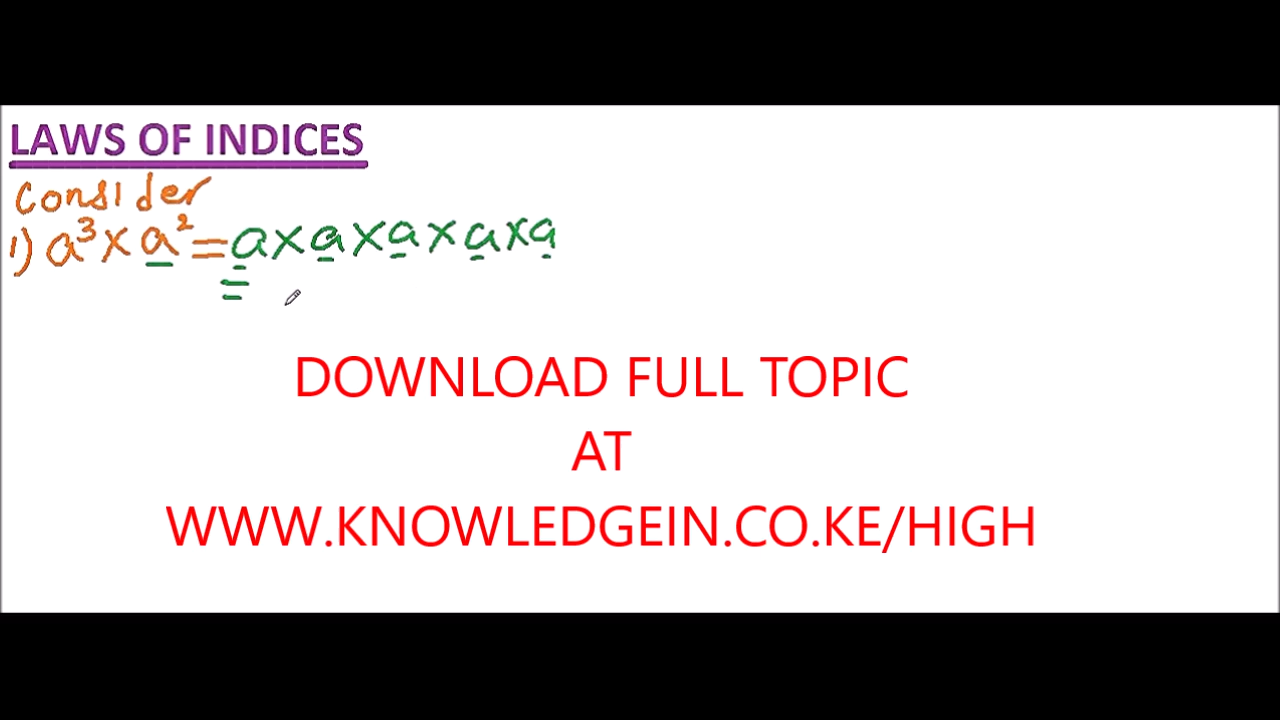 LAWS OF INDICES
Consider
1) a³ × a² = a × a × a × a × a
=
DOWNLOAD FULL TOPIC
AT
WWW.KNOWLEDGEIN.CO.KE/HIGH